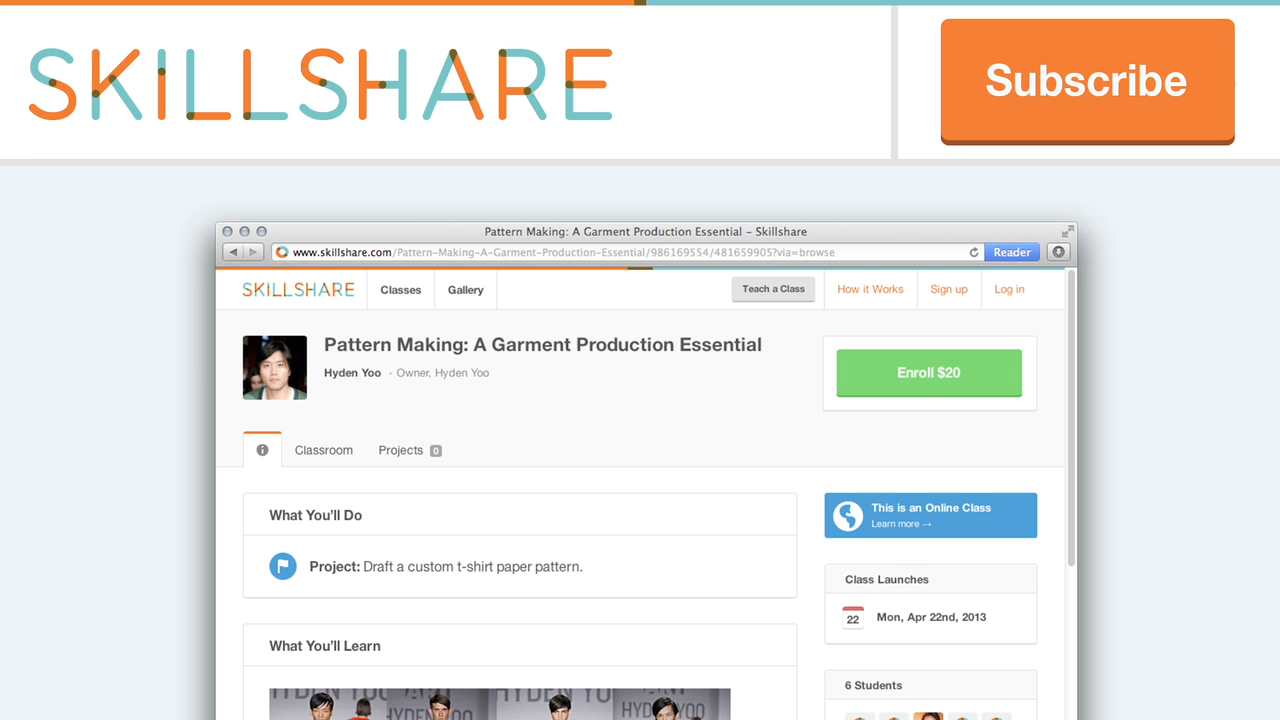 SKILLSHARE
Subscribe
Pattern Making: A Garment Production Essential – Skillshare
www.skillshare.com/Pattern-Making-A-Garment-Production-Essential/986169554/481659905?via=browse
Reader
SKILLSHARE
Classes
Gallery
Teach a Class
How it Works
Sign up
Log in
Pattern Making: A Garment Production Essential
Hyden Yoo · Owner, Hyden Yoo
Enroll $20
Classroom
Projects 0
What You'll Do
Project: Draft a custom t-shirt paper pattern.
This is an Online Class
Learn more →
Class Launches
22
Mon, Apr 22nd, 2013
What You'll Learn
6 Students
HYDEN YOO